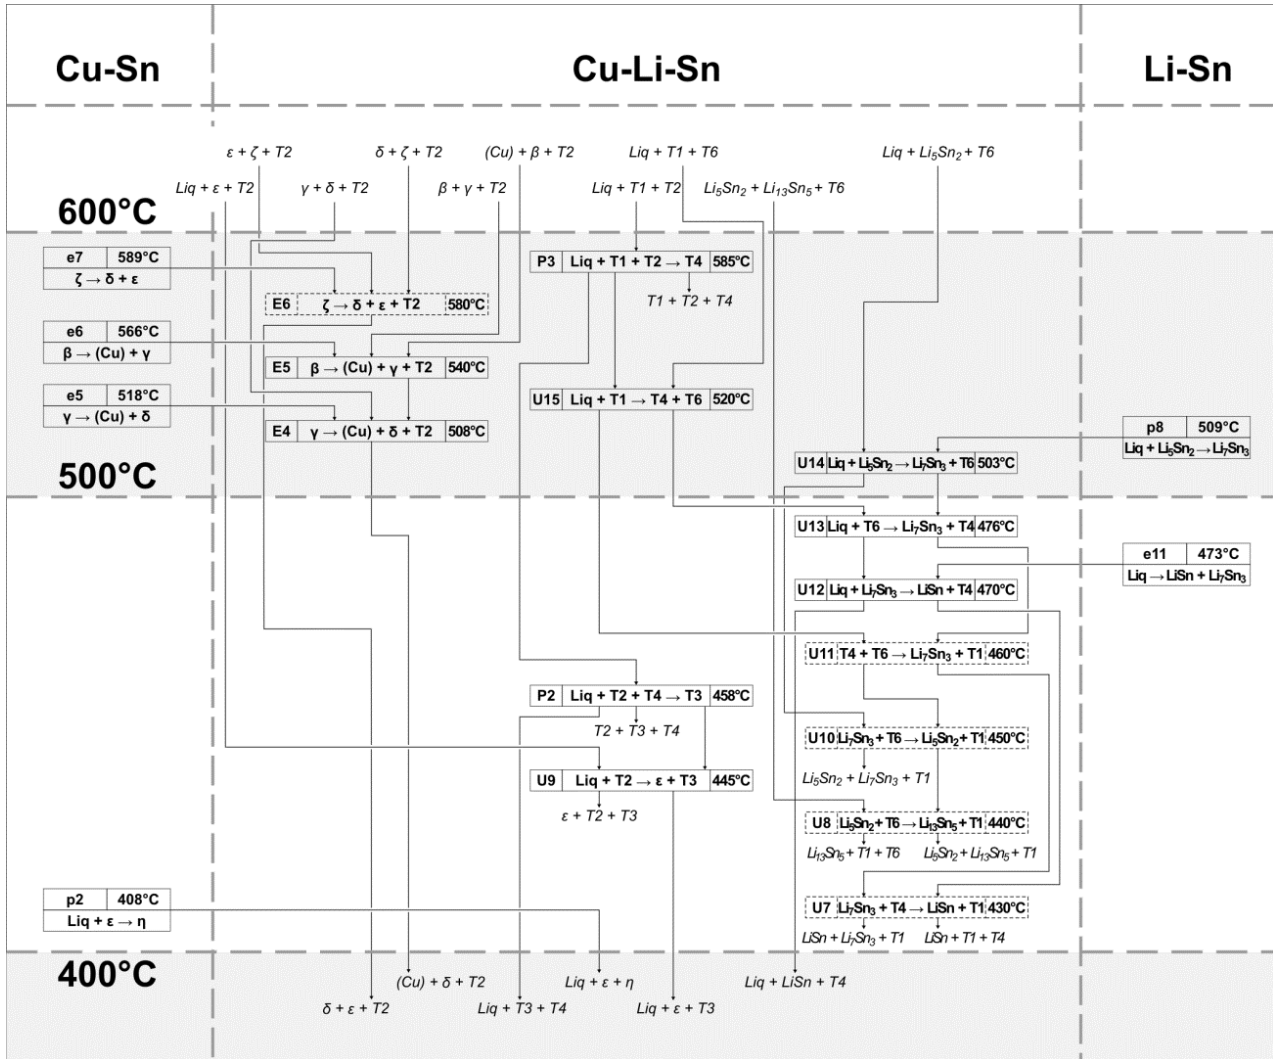 Cu-Sn Cu-Li-Sn Li-Sn
ε + ζ + T2 δ + ζ + T2 (Cu) + β + T2 Liq + T1 + T6 Liq + Li₅Sn₂ + T6
Liq + ε + T2 γ + δ + T2 β + γ + T2 Liq + T1 + T2 Li₅Sn₂ + Li₁₃Sn₅ + T6
600°C
e7 589°C
ζ → δ + ε
P3 Liq + T1 + T2 → T4 585°C
T1 + T2 + T4
E6 ζ → δ + ε + T2 580°C
e6 566°C
β → (Cu) + γ
E5 β → (Cu) + γ + T2 540°C
e5 518°C
γ → (Cu) + δ
U15 Liq + T1 → T4 + T6 520°C
E4 γ → (Cu) + δ + T2 508°C
p8 509°C
Liq + Li₅Sn₂ → Li₇Sn₃
U14 Liq + Li₅Sn₂ → Li₇Sn₃ + T6 503°C
500°C
U13 Liq + T6 → Li₇Sn₃ + T4 476°C
e11 473°C
Liq → LiSn + Li₇Sn₃
U12 Liq + Li₇Sn₃ → LiSn + T4 470°C
U11 T4 + T6 → Li₇Sn₃ + T1 460°C
P2 Liq + T2 + T4 → T3 458°C
T2 + T3 + T4
U10 Li₇Sn₃ + T6 → Li₅Sn₂ + T1 450°C
Li₅Sn₂ + Li₇Sn₃ + T1
U9 Liq + T2 → ε + T3 445°C
ε + T2 + T3
U8 Li₅Sn₂ + T6 → Li₁₃Sn₅ + T1 440°C
Li₁₃Sn₅ + T1 + T6 Li₅Sn₂ + Li₁₃Sn₅ + T1
p2 408°C
Liq + ε → η
U7 Li₇Sn₃ + T4 → LiSn + T1 430°C
LiSn + Li₇Sn₃ + T1 LiSn + T1 + T4
400°C
(Cu) + δ + T2 Liq + ε + η Liq + LiSn + T4
δ + ε + T2 Liq + T3 + T4 Liq + ε + T3